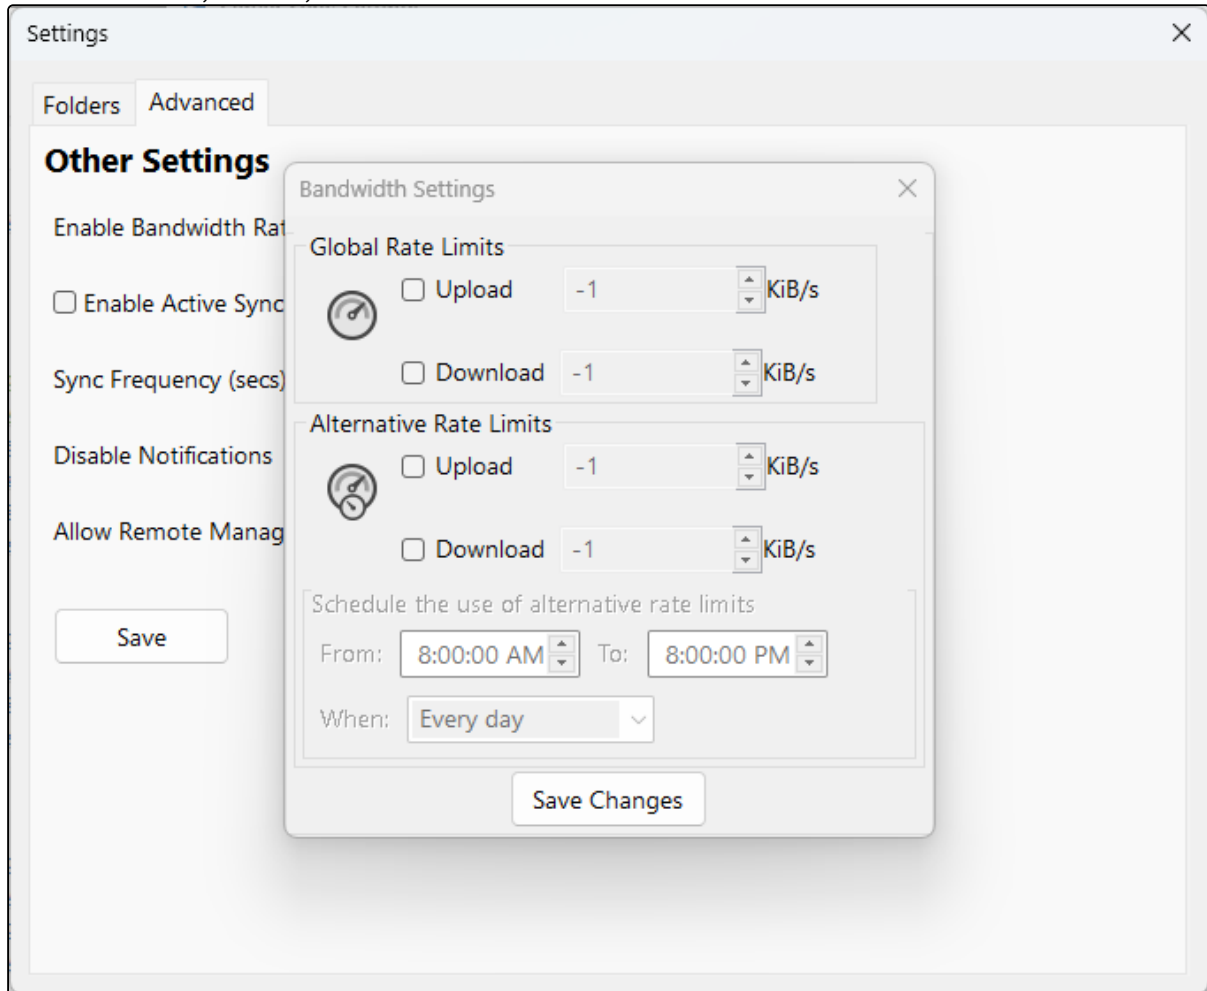 Settings
Folders
Advanced
Other Settings
Enable Bandwidth Rat
Enable Active Sync
Sync Frequency (secs)
Disable Notifications
Allow Remote Manag
Save
Bandwidth Settings
Global Rate Limits
Upload -1 KiB/s
Download -1 KiB/s
Alternative Rate Limits
Upload -1 KiB/s
Download -1 KiB/s
Schedule the use of alternative rate limits
From: 8:00:00 AM To: 8:00:00 PM
When: Every day
Save Changes